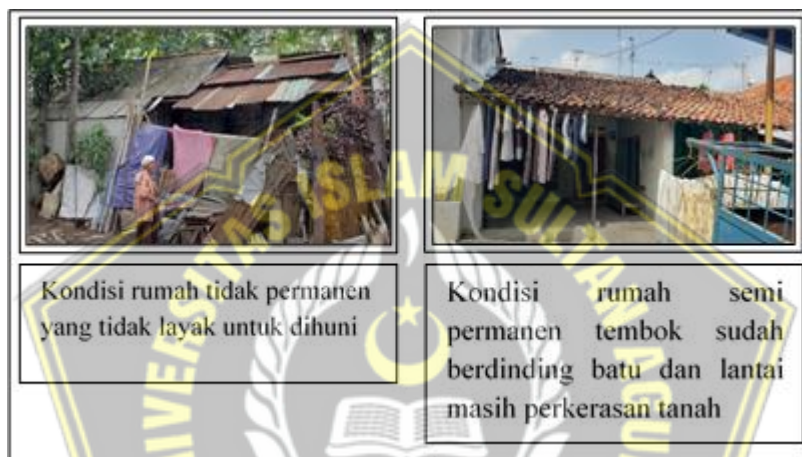 Kondisi rumah tidak permanen
yang tidak layak untuk dihuni
Kondisi rumah semi
permanen tembok sudah
berdinding batu dan lantai
masih perkerasan tanah
UNIVERSITAS ISLAM SULTAN AGUNG